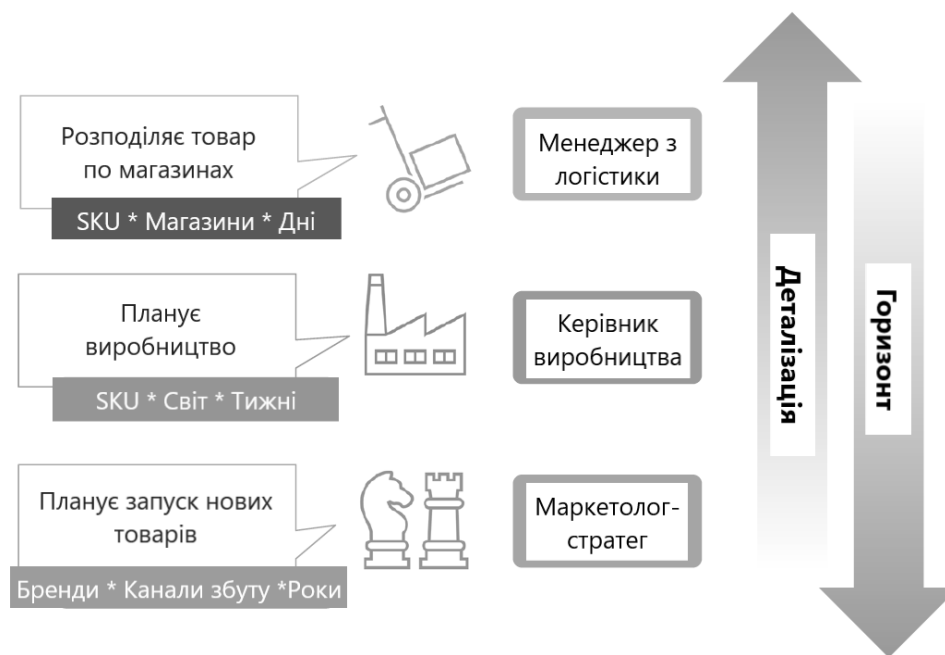 Розподіляє товар
по магазинах
SKU * Магазини * Дні
Менеджер з
логістики
Планує
виробництво
SKU * Світ * Тижні
Керівник
виробництва
Планує запуск нових
товарів
Бренди * Канали збуту *Роки
Маркетолог-
стратег
Деталізація
Горизонт